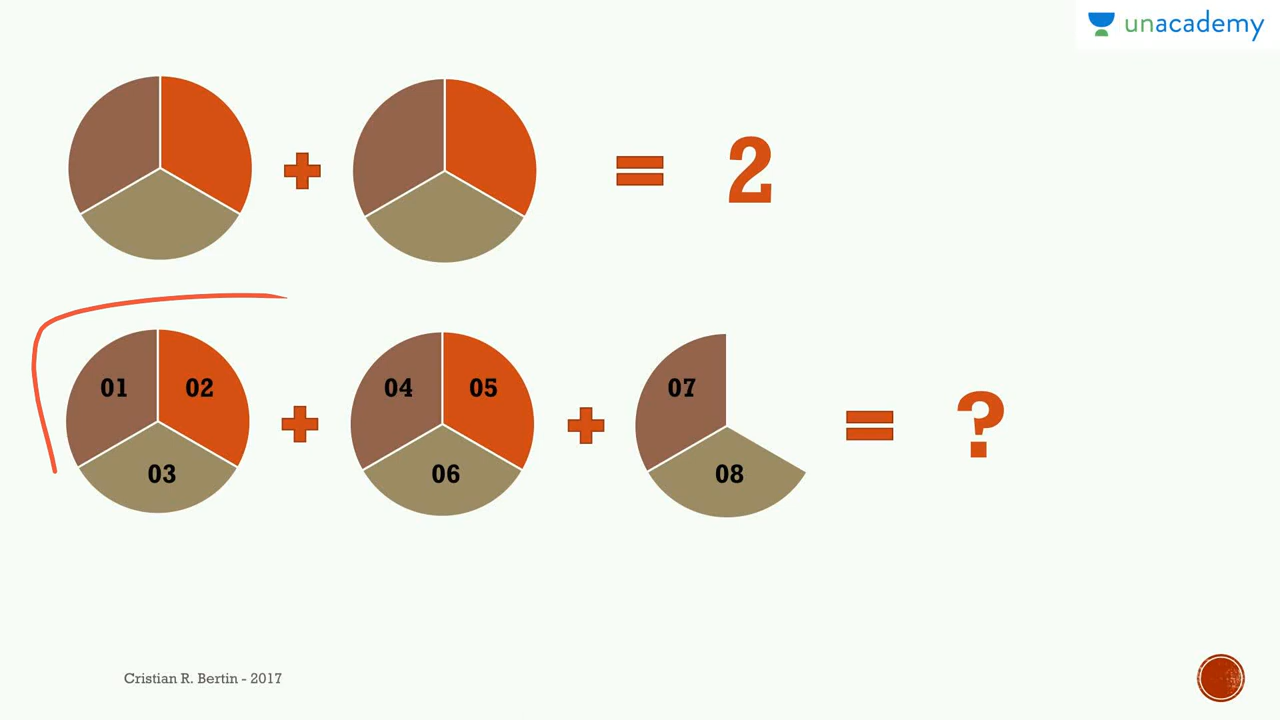 unacademy
+ = 2
01 02 04 05 07
+ + = ?
03 06 08
Cristian R. Bertin - 2017